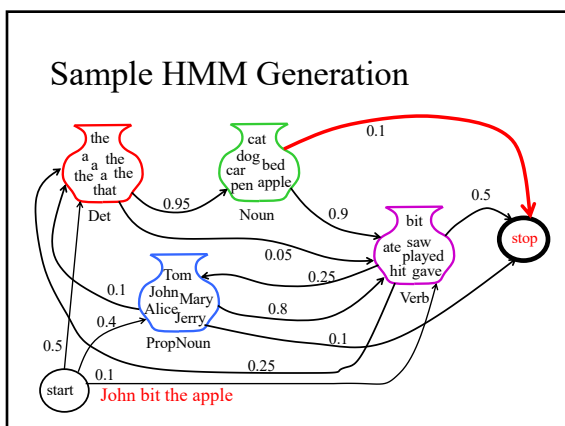 Sample HMM Generation
the
a
a
the
the
a
the
that
Det
cat
dog
car
bed
pen
apple
Noun
0.1
0.95
0.9
0.5
bit
ate
saw
played
hit
gave
Verb
stop
0.05
Tom
John
Mary
Alice
Jerry
PropNoun
0.25
0.1
0.8
0.4
0.1
0.5
0.25
0.1
start
John bit the apple